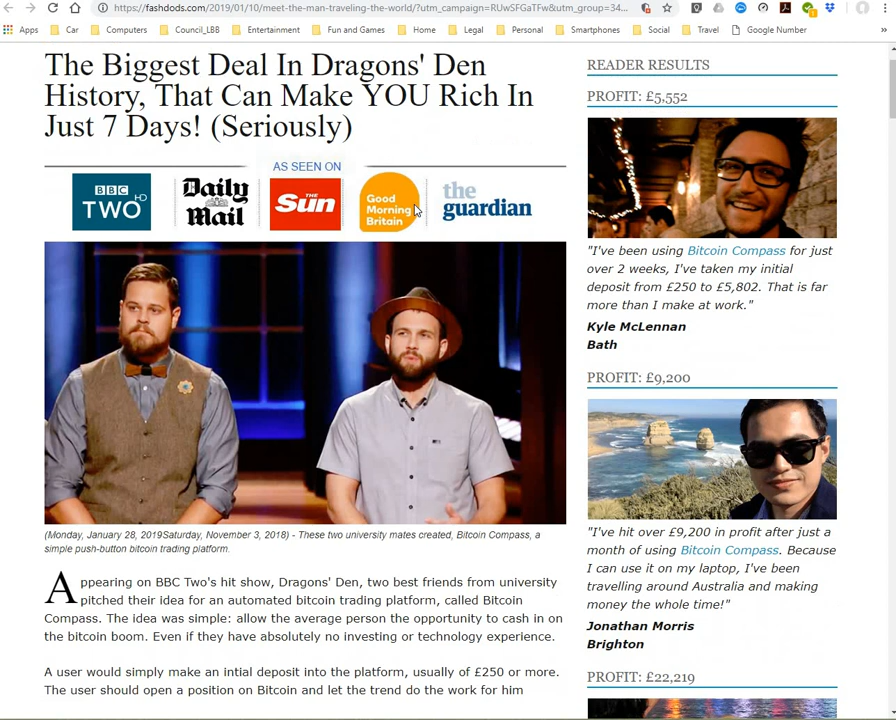 https://fashdods.com/2019/01/10/meet-the-man-traveling-the-world/?utm_campaign=RUwSFGaTFw&utm_group=34...
Apps Car Computers Council_LBB Entertainment Fun and Games Home Legal Personal Smartphones Social Travel Google Number
The Biggest Deal In Dragons' Den
History, That Can Make YOU Rich In
Just 7 Days! (Seriously)
AS SEEN ON
BBC
TWO HD
Daily
Mail
THE
Sun
Good
Morning
Britain
the
guardian
(Monday, January 28, 2019Saturday, November 3, 2018) - These two university mates created, Bitcoin Compass, a
simple push-button bitcoin trading platform.
Appearing on BBC Two's hit show, Dragons' Den, two best friends from university
pitched their idea for an automated bitcoin trading platform, called Bitcoin
Compass. The idea was simple: allow the average person the opportunity to cash in on
the bitcoin boom. Even if they have absolutely no investing or technology experience.
A user would simply make an intial deposit into the platform, usually of £250 or more.
The user should open a position on Bitcoin and let the trend do the work for him
READER RESULTS
PROFIT: £5,552
"I've been using Bitcoin Compass for just
over 2 weeks, I've taken my initial
deposit from £250 to £5,802. That is far
more than I make at work."
Kyle McLennan
Bath
PROFIT: £9,200
"I've hit over £9,200 in profit after just a
month of using Bitcoin Compass. Because
I can use it on my laptop, I've been
travelling around Australia and making
money the whole time!"
Jonathan Morris
Brighton
PROFIT: £22,219